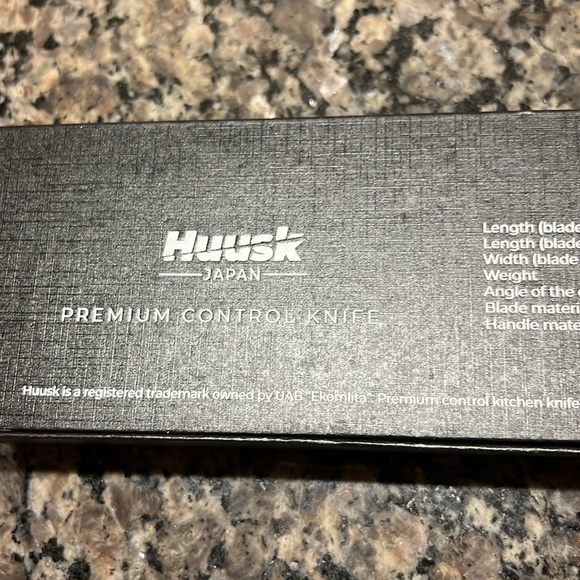 Huusk
JAPAN
PREMIUM CONTROL KNIFE
Length (blade
Length (blade
Width (blade
Weight
Angle of the
Blade materi
Handle mate
Huusk is a registered trademark owned by UAB "Ekomlita". Premium control kitchen knife